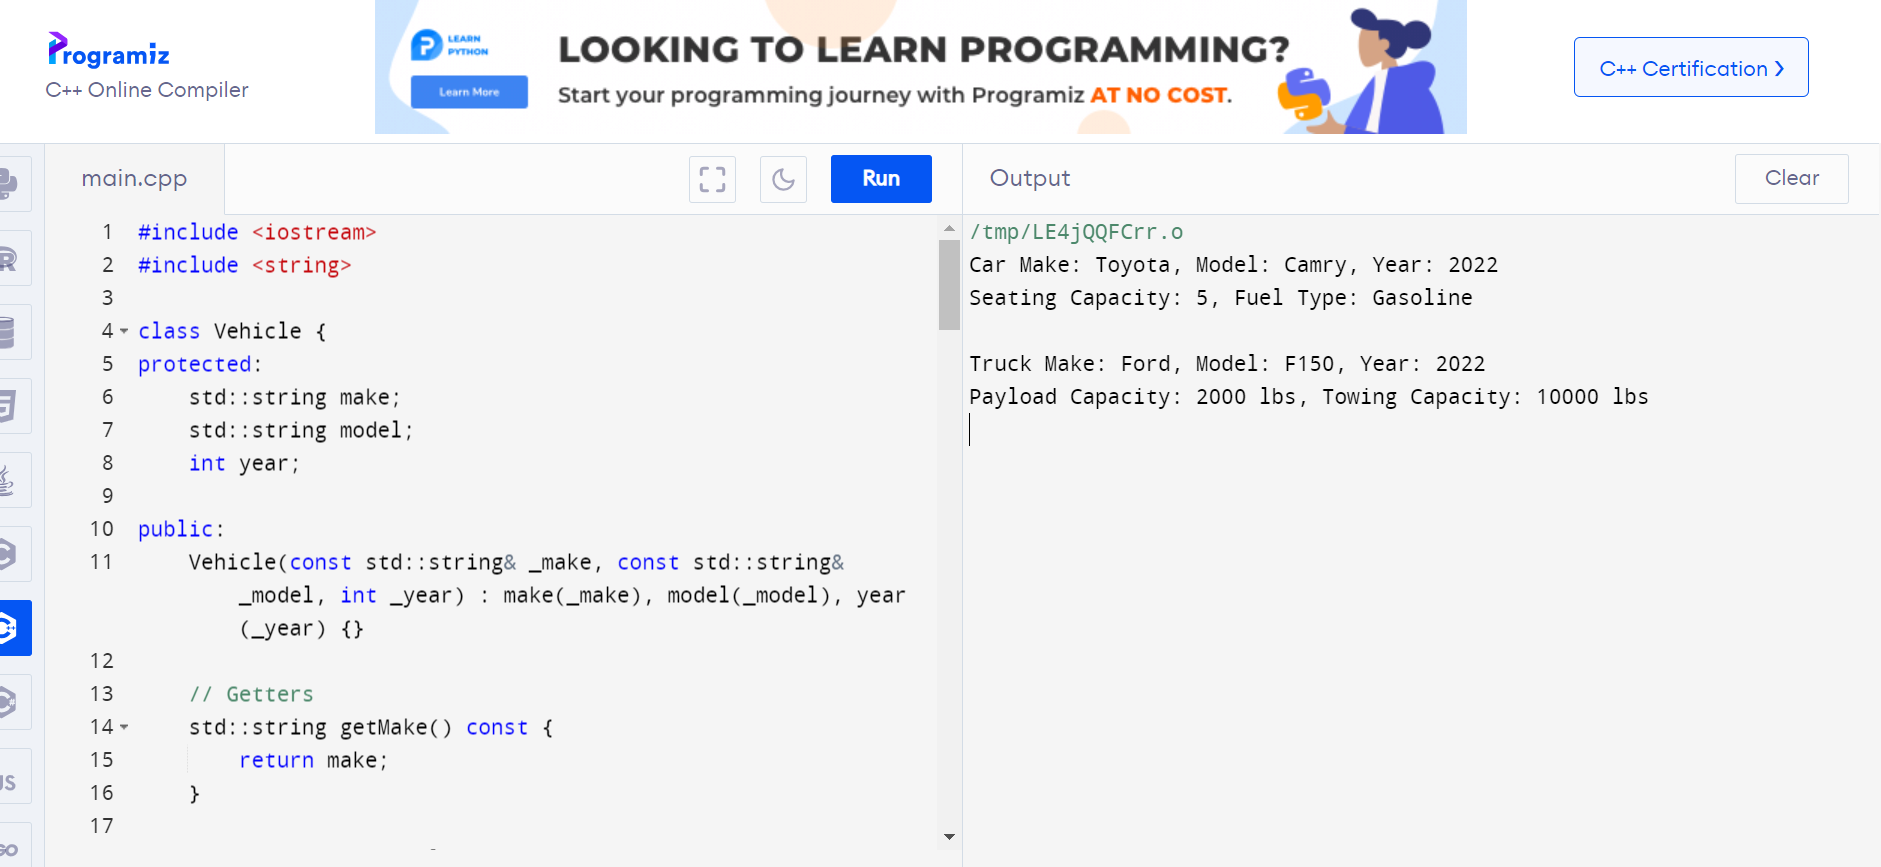 Programiz
C++ Online Compiler
LEARN
PYTHON
Learn More
LOOKING TO LEARN PROGRAMMING?
Start your programming journey with Programiz AT NO COST.
C++ Certification ❯
main.cpp
Run
Output
Clear
1 #include <iostream>
2 #include <string>
3
4 class Vehicle {
5 protected:
6     std::string make;
7     std::string model;
8     int year;
9
10 public:
11     Vehicle(const std::string& _make, const std::string&
_model, int _year) : make(_make), model(_model), year
(_year) {}
12
13     // Getters
14     std::string getMake() const {
15         return make;
16     }
17
/tmp/LE4jQQFCrr.o
Car Make: Toyota, Model: Camry, Year: 2022
Seating Capacity: 5, Fuel Type: Gasoline
Truck Make: Ford, Model: F150, Year: 2022
Payload Capacity: 2000 lbs, Towing Capacity: 10000 lbs